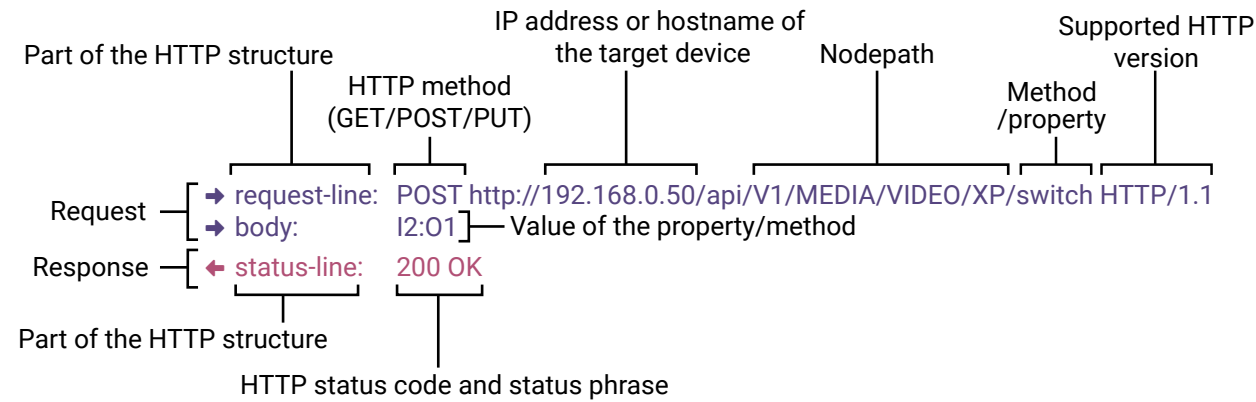 IP address or hostname of
the target device
Supported HTTP
version
Part of the HTTP structure
Nodepath
HTTP method
(GET/POST/PUT)
Method
/property
Request
➜ request-line: POST http://192.168.0.50/api/V1/MEDIA/VIDEO/XP/switch HTTP/1.1
➜ body: I2:O1
Value of the property/method
Response
🡄 status-line: 200 OK
Part of the HTTP structure
HTTP status code and status phrase